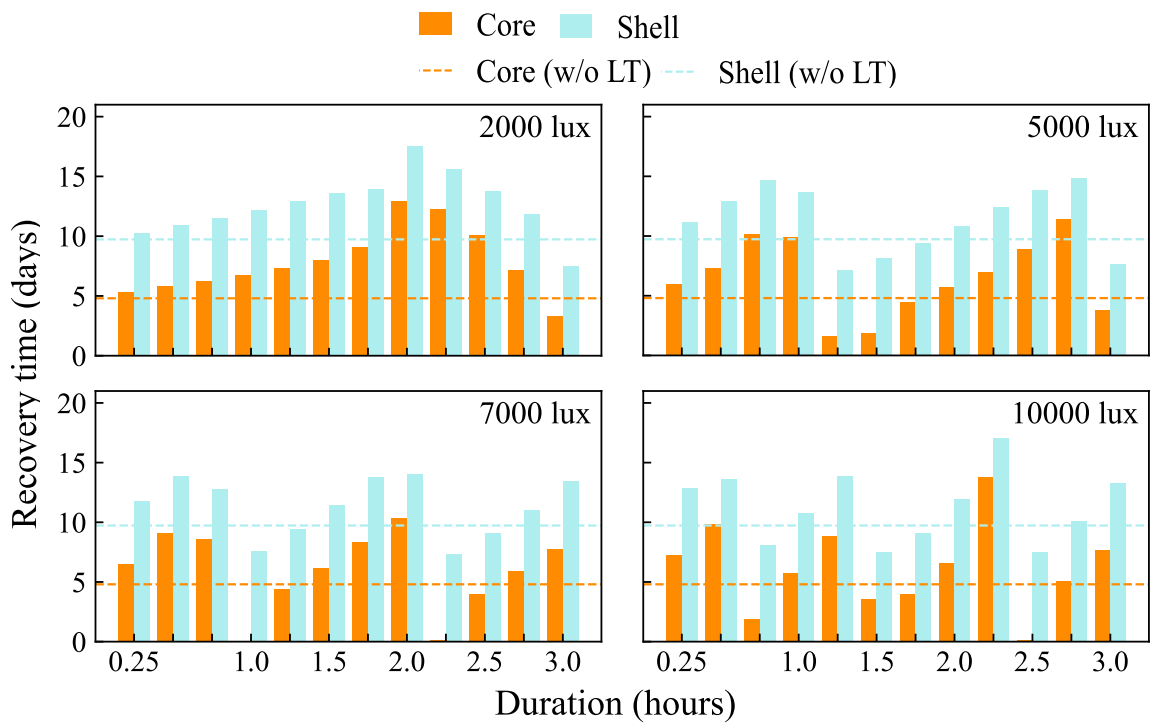 Core Shell
Core (w/o LT) Shell (w/o LT)
2000 lux
5000 lux
20
15
10
5
0
7000 lux
10000 lux
20
15
10
5
0
0.25 1.0 1.5 2.0 2.5 3.0
0.25 1.0 1.5 2.0 2.5 3.0
Recovery time (days)
Duration (hours)